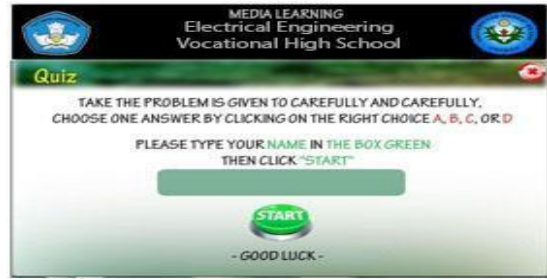 MEDIA LEARNING
Electrical Engineering
Vocational High School
Quiz
TAKE THE PROBLEM IS GIVEN TO CAREFULLY AND CAREFULLY,
CHOOSE ONE ANSWER BY CLICKING ON THE RIGHT CHOICE A, B, C, OR D
PLEASE TYPE YOUR NAME IN THE BOX GREEN
THEN CLICK "START"
START
- GOOD LUCK -